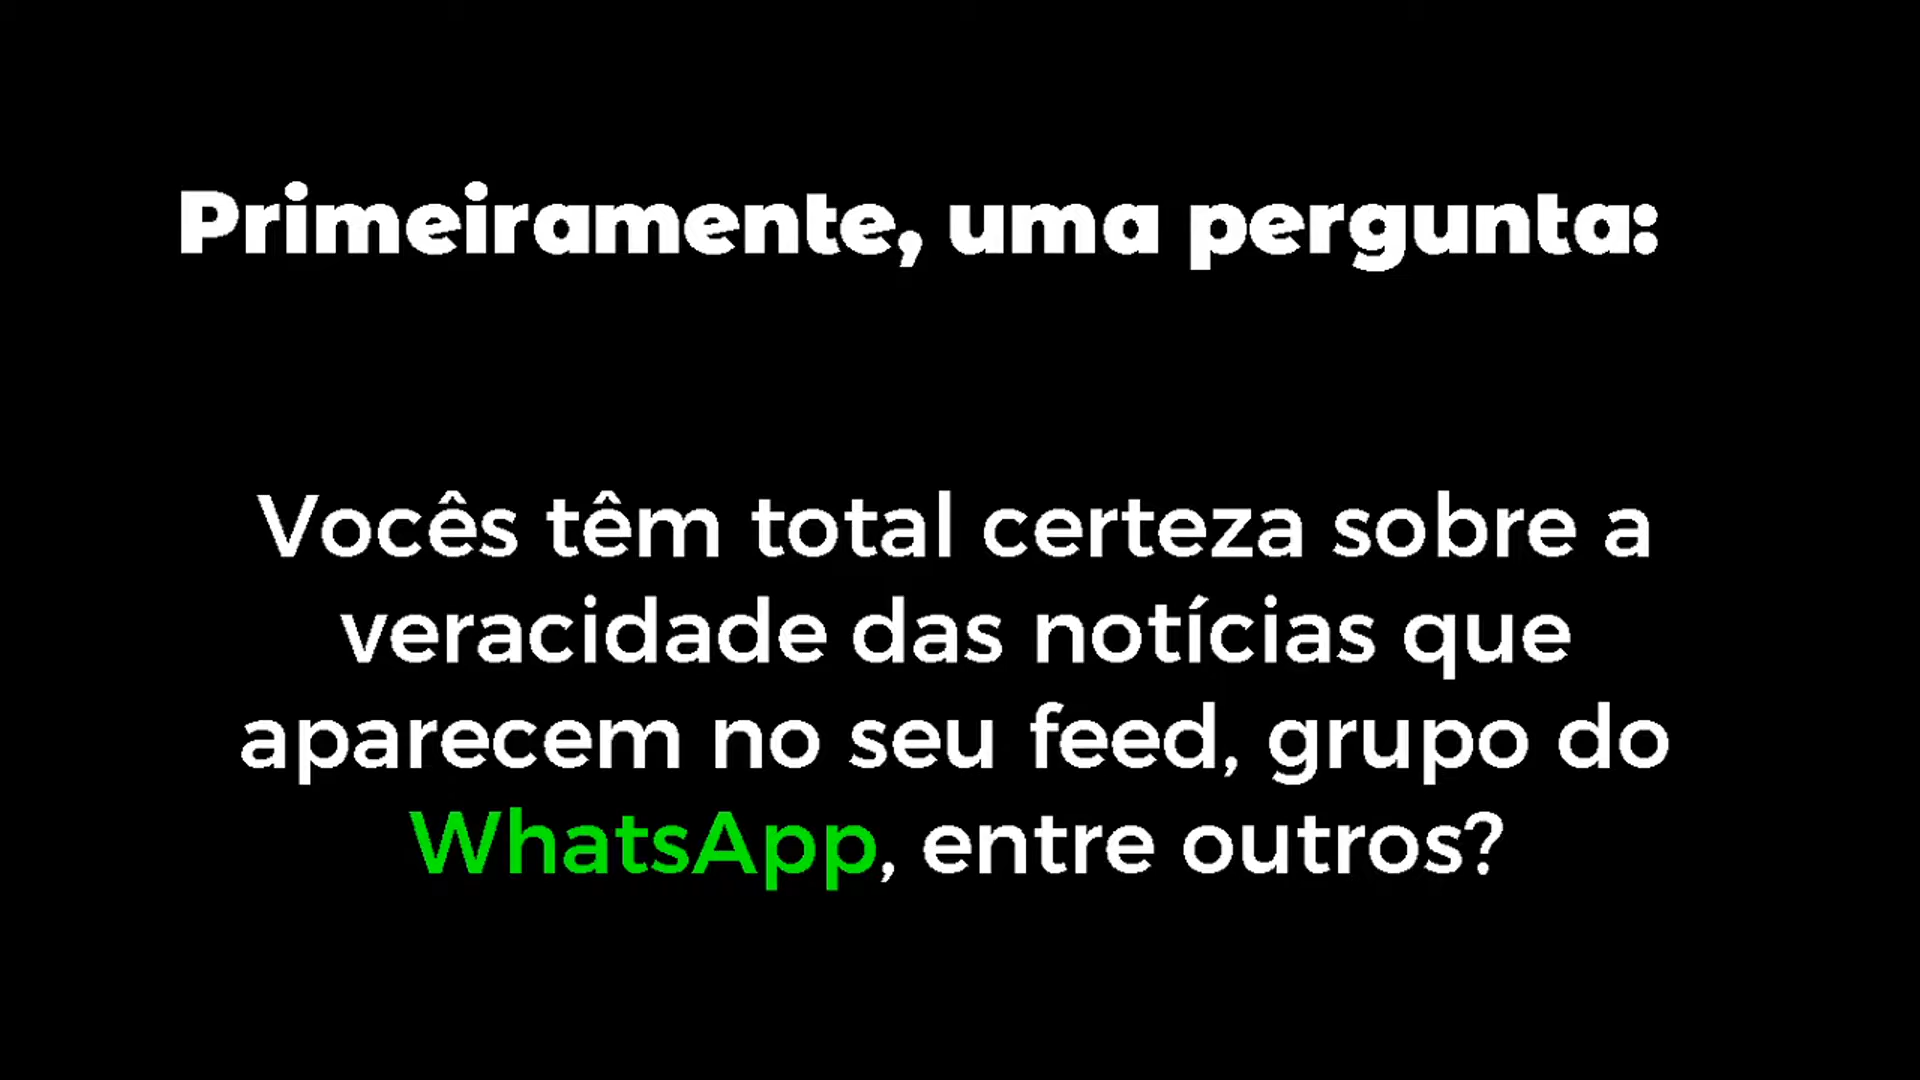 Primeiramente, uma pergunta:
Vocês têm total certeza sobre a
veracidade das notícias que
aparecem no seu feed, grupo do
WhatsApp, entre outros?